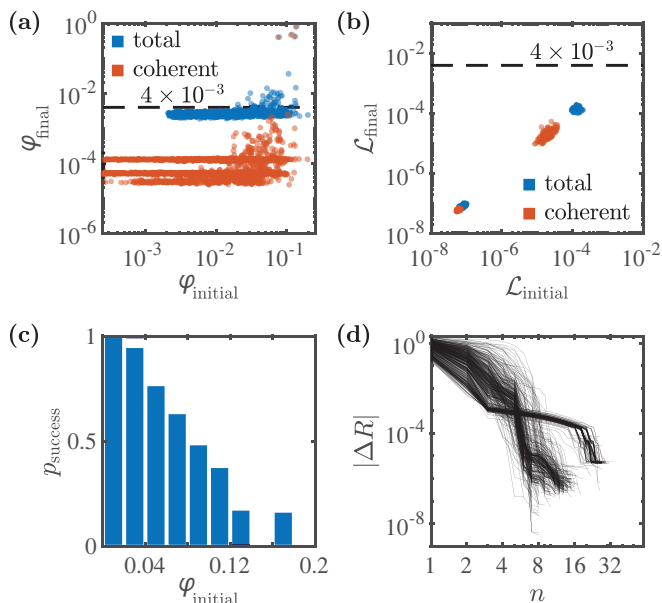 (a)
10^0
total
coherent
4 × 10^{-3}
10^{-2}
φ_final
10^{-4}
10^{-6}
10^{-3} 10^{-2} 10^{-1}
φ_initial
(b)
10^0
4 × 10^{-3}
10^{-2}
ℒ_final
10^{-4}
10^{-6}
total
coherent
10^{-8}
10^{-8} 10^{-6} 10^{-4} 10^{-2}
ℒ_initial
(c)
1
p_success
0.5
0
0.04 0.12 0.2
φ_initial
(d)
10^0
|ΔR|
10^{-4}
10^{-8}
1 2 4 8 16 32
n